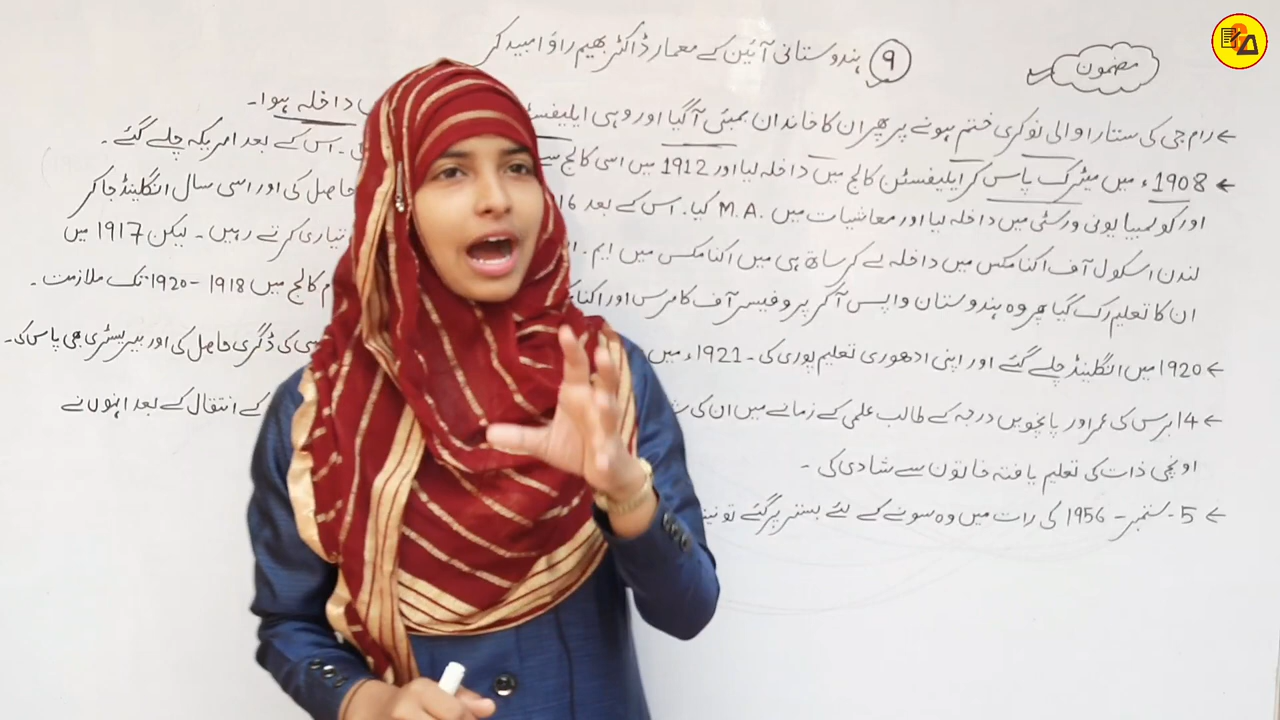 مضمون
۹ ہندوستانی آئین کے معمار ڈاکٹر بھیم راؤ امبیدکر
← رام جی کی ستارا والی نوکری ختم ہونے پر پھر ان کا خاندان بمبئی آگیا اور وہی ایلیفسٹن داخلہ ہوا۔
← 1908ء میں میٹرک پاس کر ایلیفسٹن کالج میں داخلہ لیا اور 1912 میں اسی کالج سے کی۔ اس کے بعد امریکہ چلے گئے۔
اور کولمبیا یونی ورسٹی میں داخلہ لیا اور معاشیات میں M.A. کیا. اس کے بعد حاصل کی اور اسی سال انگلینڈ جاکر
لندن اسکول آف اکنامکس میں داخلہ لے کر ساتھ ہی میں اکنامکس میں ایم. تیاری کرتے رہیں۔ لیکن 1917 میں
ان کا تعلیم رک گیا پھر وہ ہندوستان واپس آکر پروفیسر آف کامرس اور کالج میں 1918 - 1920 تک ملازمت۔
← 1920 میں انگلینڈ چلے گئے اور اپنی ادھوری تعلیم پوری کی۔ 1921ء میں سی کی ڈگری حاصل کی اور بیریسٹری بھی پاس کی۔
← 14 برس کی عمر اور پانچویں درجہ کے طالب علمی کے زمانے میں ان کی کے انتقال کے بعد انہوں نے
اونچی ذات کی تعلیم یافتہ خاتون سے شادی کی۔
← 5 - ستمبر - 1956 کی رات میں وہ سونے کے لئے بستر پر گئے تو